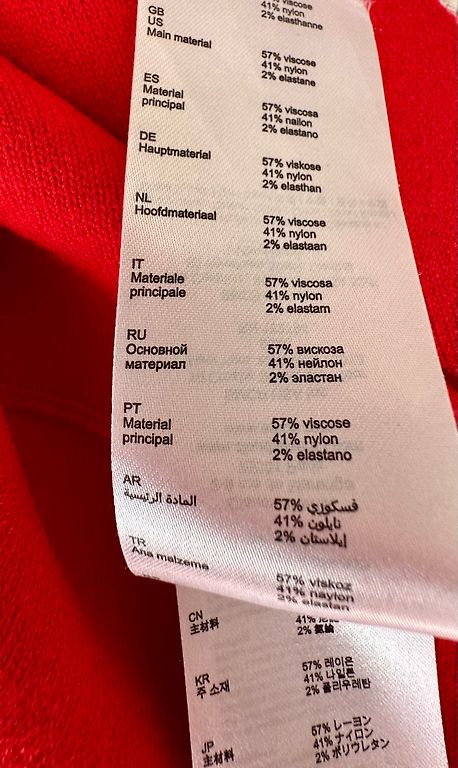 41% nylon
2% elasthanne
GB
US
Main material
57% viscose
41% nylon
2% elastane
ES
Material
principal
57% viscosa
41% nailon
2% elastano
DE
Hauptmaterial
57% viskose
41% nylon
2% elasthan
NL
Hoofdmateriaal
57% viscose
41% nylon
2% elastaan
IT
Materiale
principale
57% viscosa
41% nylon
2% elastam
RU
Основной
материал
57% вискоза
41% нейлон
2% эластан
PT
Material
principal
57% viscose
41% nylon
2% elastano
AR
المادة الرئيسية
57% فسكوزي
41% نايلون
2% إيلاستان
TR
Ana malzeme
57% viskoz
41% naylon
2% elastan
CN
主材料
41%
2% 氨綸
KR
주 소재
57% 레이온
41% 나일론
2% 폴리우레탄
JP
主材料
57% レーヨン
41% ナイロン
2% ポリウレタン